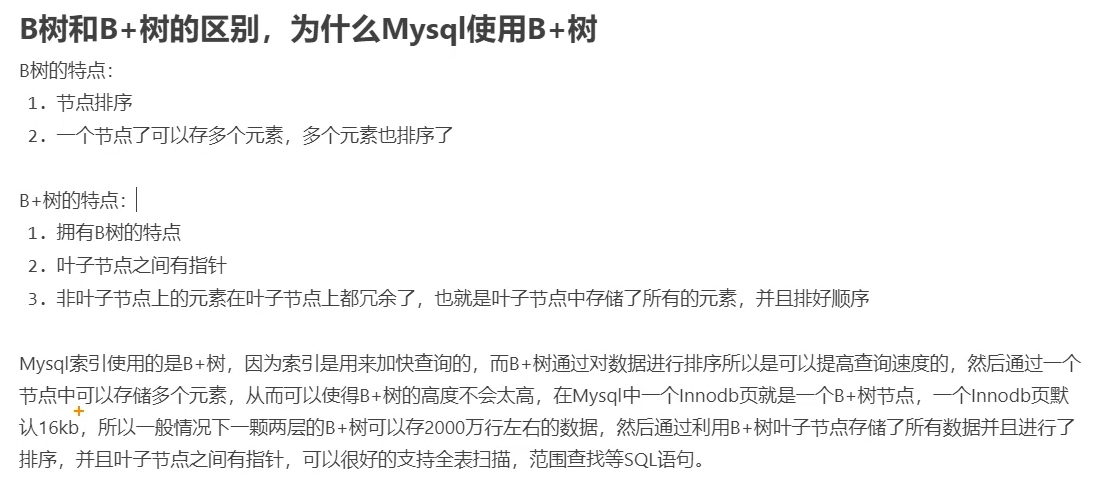 B树和B+树的区别，为什么Mysql使用B+树
B树的特点：
1. 节点排序
2. 一个节点了可以存多个元素，多个元素也排序了
B+树的特点：
1. 拥有B树的特点
2. 叶子节点之间有指针
3. 非叶子节点上的元素在叶子节点上都冗余了，也就是叶子节点中存储了所有的元素，并且排好顺序
Mysql索引使用的是B+树，因为索引是用来加快查询的，而B+树通过对数据进行排序所以是可以提高查询速度的，然后通过一个
节点中可以存储多个元素，从而可以使得B+树的高度不会太高，在Mysql中一个Innodb页就是一个B+树节点，一个Innodb页默
认16kb，所以一般情况下一颗两层的B+树可以存2000万行左右的数据，然后通过利用B+树叶子节点存储了所有数据并且进行了
排序，并且叶子节点之间有指针，可以很好的支持全表扫描，范围查找等SQL语句。